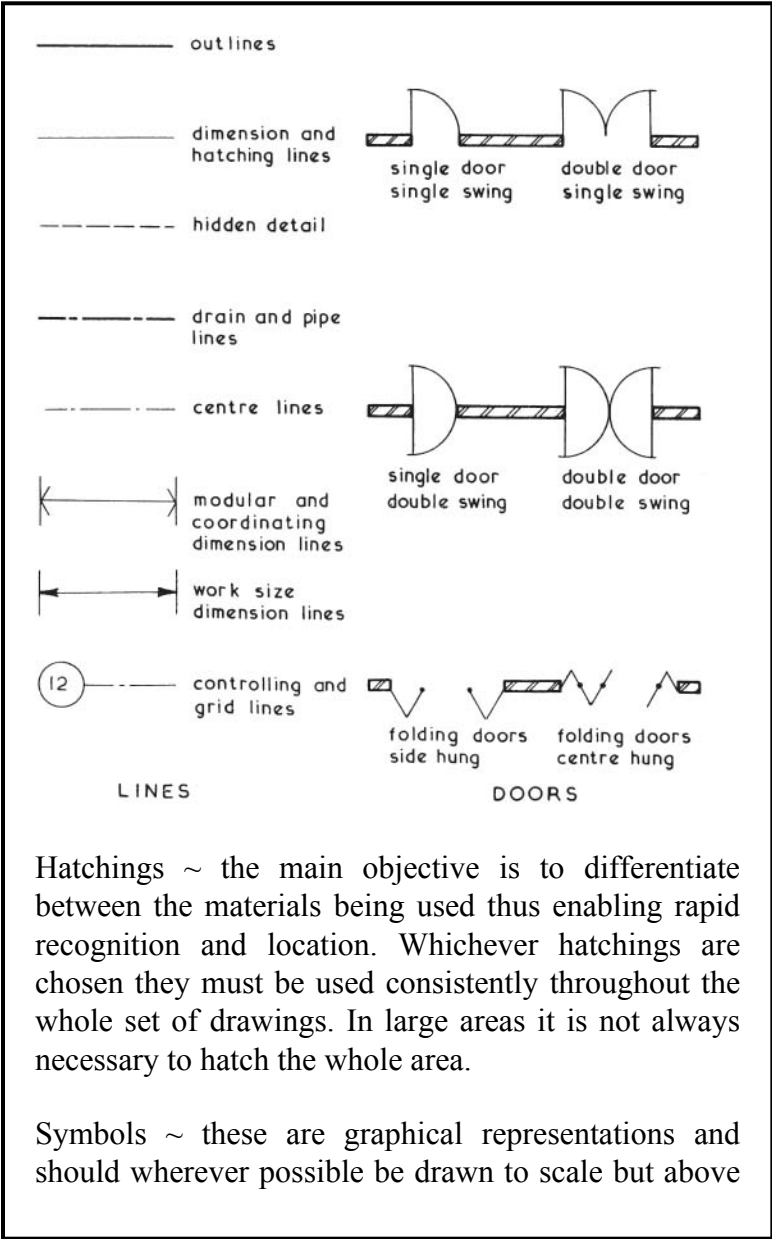 outlines
dimension and
hatching lines
hidden detail
drain and pipe
lines
centre lines
modular and
coordinating
dimension lines
work size
dimension lines
12
controlling and
grid lines
LINES
single door
single swing
double door
single swing
single door
double swing
double door
double swing
folding doors
side hung
folding doors
centre hung
DOORS
Hatchings ~ the main objective is to differentiate
between the materials being used thus enabling rapid
recognition and location. Whichever hatchings are
chosen they must be used consistently throughout the
whole set of drawings. In large areas it is not always
necessary to hatch the whole area.
Symbols ~ these are graphical representations and
should wherever possible be drawn to scale but above